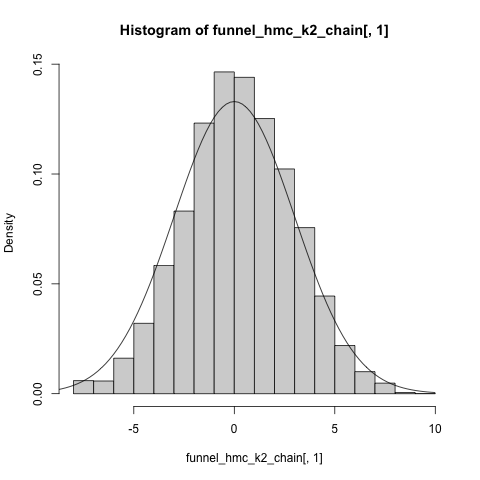 Histogram of funnel_hmc_k2_chain[, 1]
Density
0.15
0.10
0.05
0.00
-5
0
5
10
funnel_hmc_k2_chain[, 1]